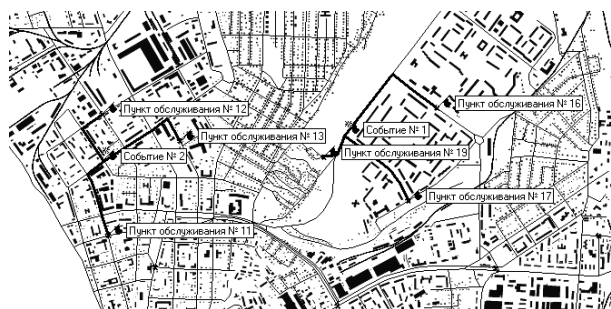 Пункт обслуживания № 16
Пункт обслуживания № 12
Событие № 1
Пункт обслуживания № 13
Пункт обслуживания № 19
Событие № 2
Пункт обслуживания № 17
Пункт обслуживания № 11